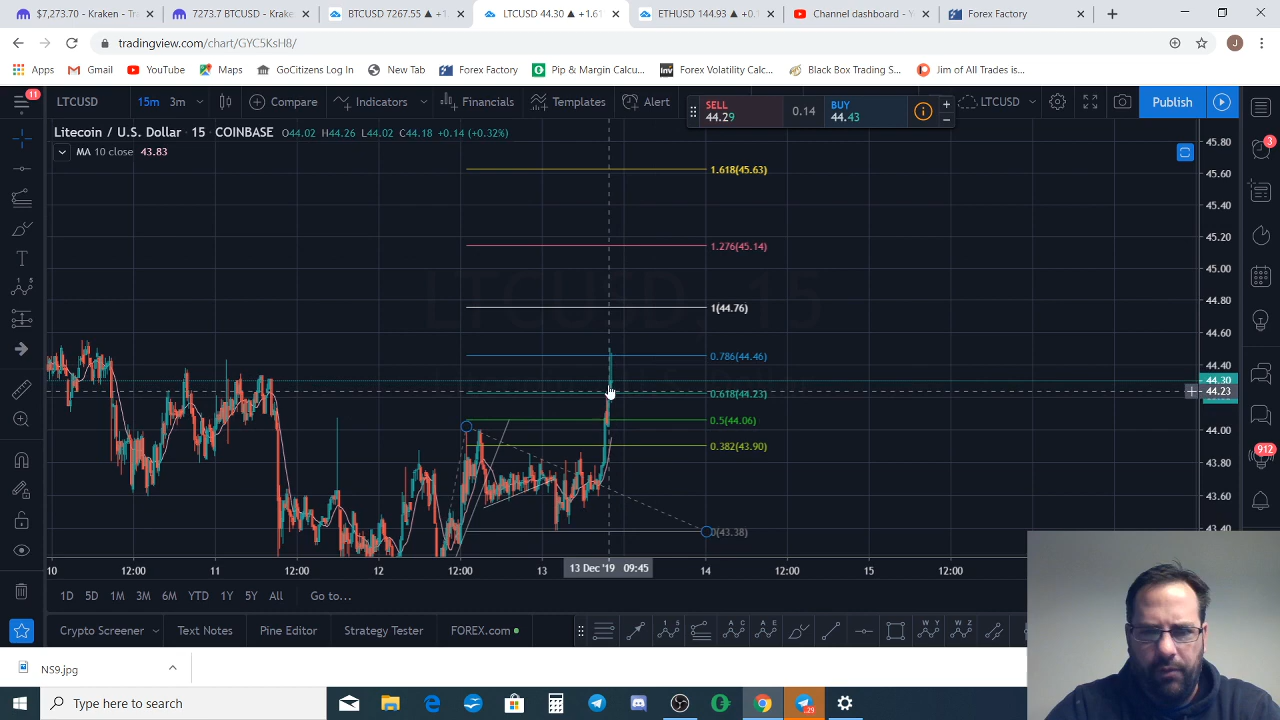 $7,273.70 - Kraken - Tr
7273.7 BTCUSD - Kraken
BTCUSD 7267.55 ▲ +1.
LTCUSD 44.30 ▲ +1.61
ETHUSD 144.93 ▲ +0.
Channel dashboard - Y
Forex Factory
tradingview.com/chart/GYC5KsH8/
J
Apps
Gmail
YouTube
Maps
GoCitizens Log In
New Tab
Forex Factory
Pip & Margin Calcu...
Inv
Forex Volatility Calc...
Black Box Trading S...
Jim of All Trades is...
11
LTCUSD
15m
3m
Compare
Indicators
Financials
Templates
Alert
SELL
44.29
0.14
BUY
44.43
LTCUSD
Publish
Litecoin / U.S. Dollar · 15 · COINBASE
O44.02 H44.26 L44.02 C44.18 +0.14 (+0.32%)
MA 10 close 43.83
LTCUSD, 15
1.618(45.63)
1.276(45.14)
1(44.76)
0.786(44.46)
0.618(44.23)
0.5(44.06)
0.382(43.90)
0(43.38)
45.80
45.60
45.40
45.20
45.00
44.80
44.60
44.40
44.30
44.23
44.00
43.80
43.60
43.40
3
912
10
12:00
11
12:00
12
12:00
13
13 Dec '19 09:45
14
12:00
15
12:00
1D
5D
1M
3M
6M
YTD
1Y
5Y
All
Go to...
Crypto Screener
Text Notes
Pine Editor
Strategy Tester
FOREX.com
NS9.jpg
Type here to search
29